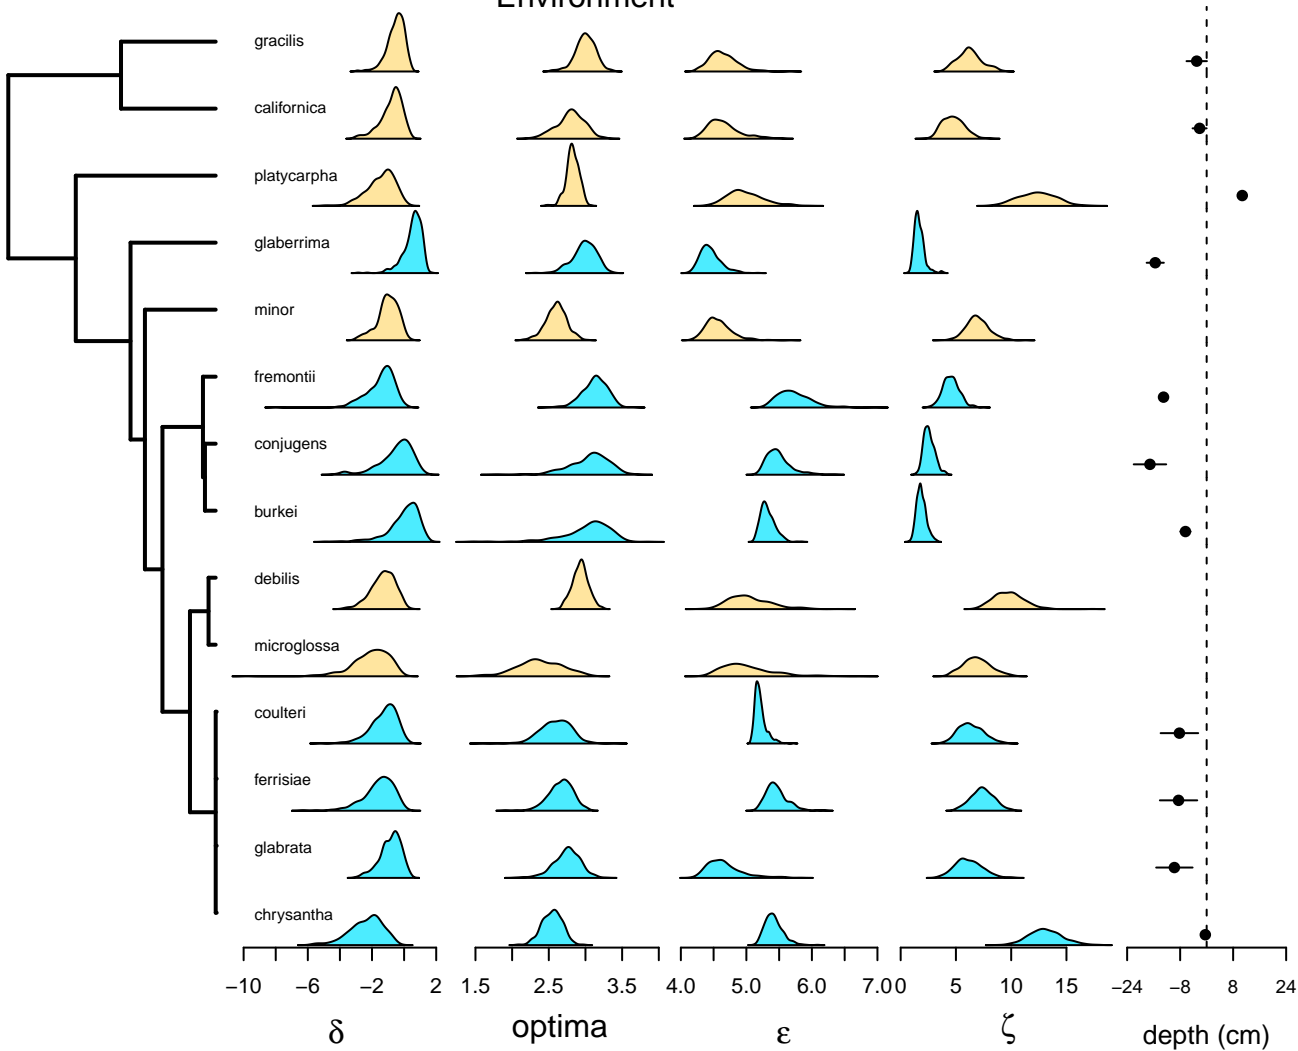 Environment
gracilis
californica
platycarpha
glaberrima
minor
fremontii
conjugens
burkei
debilis
microglossa
coulteri
ferrisiae
glabrata
chrysantha
−10 −6 −2 2 1.5 2.5 3.5 4.0 5.0 6.0 7.0 0 5 10 15 −24 −8 8 24
δ optima ε ζ depth (cm)